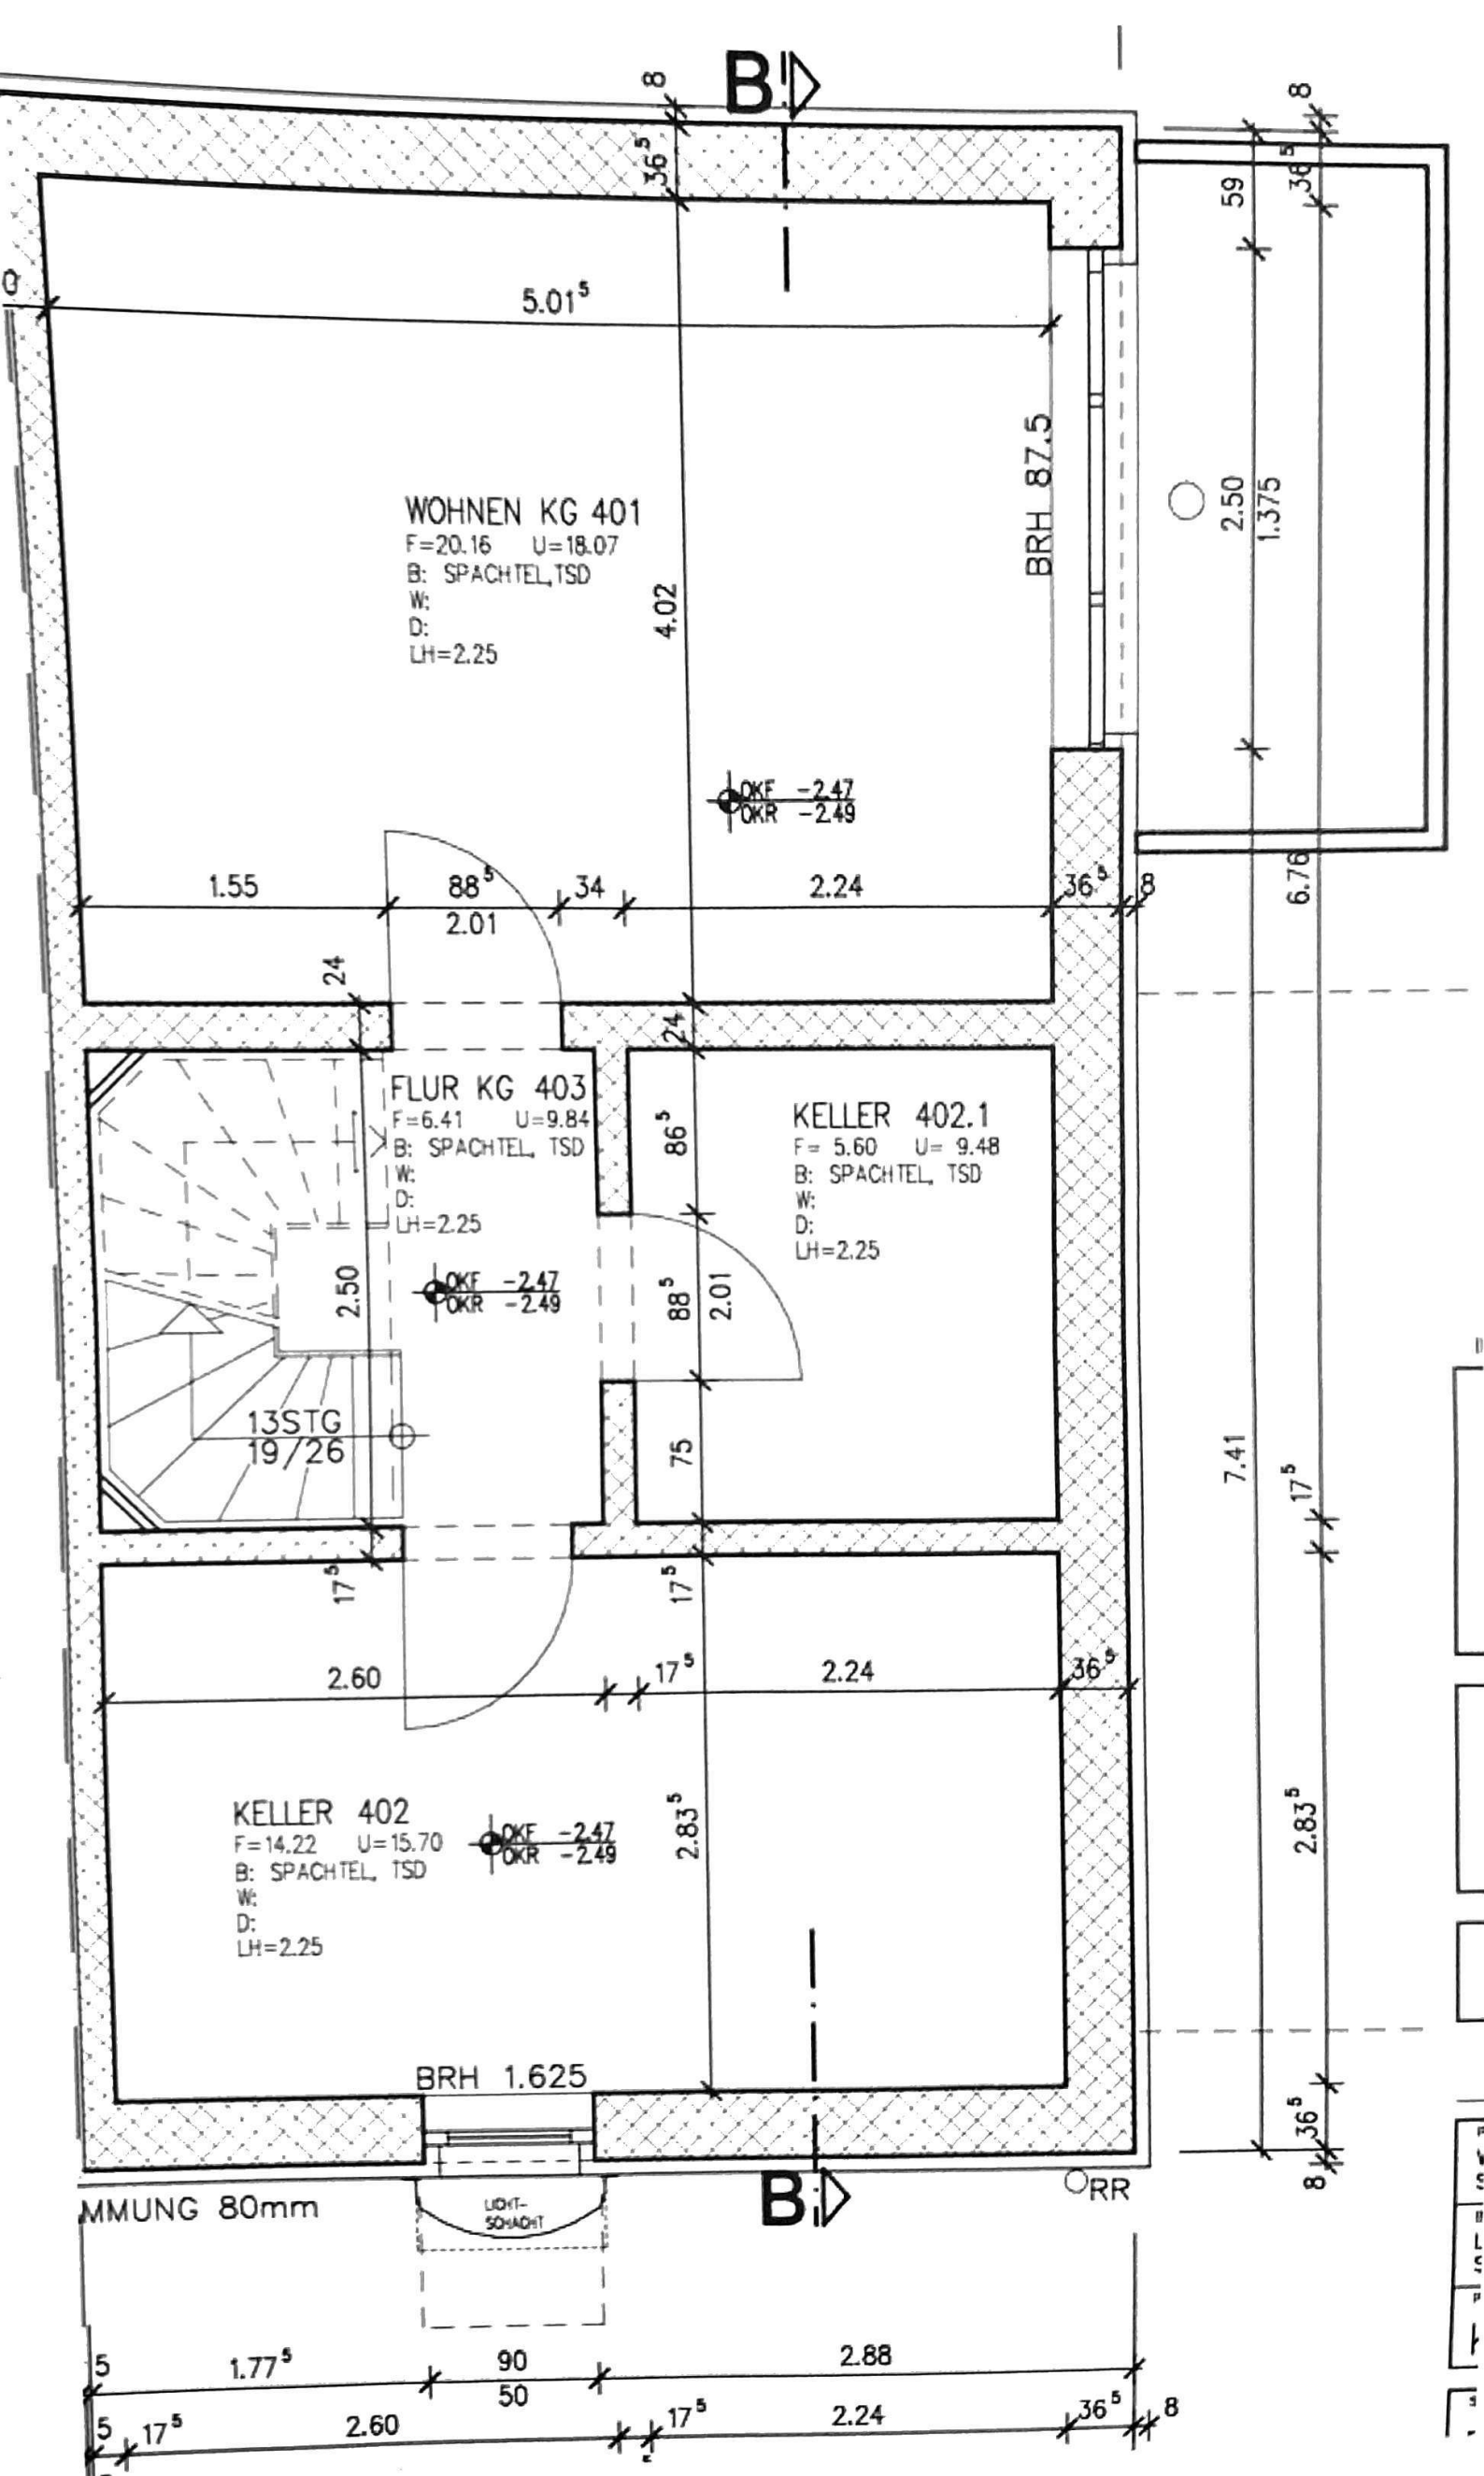 B
8
8
36⁵
36⁵
59
5.01⁵
BRH 87.5
2.50
1.375
WOHNEN KG 401
F=20.16 U=18.07
B: SPACHTEL,TSD
W:
D:
LH=2.25
4.02
OKF -2.47
OKR -2.49
6.76
1.55
88⁵
34
2.24
36⁵
8
2.01
24
24
FLUR KG 403
F=6.41 U=9.84
B: SPACHTEL, TSD
W:
D:
LH=2.25
86⁵
KELLER 402.1
F= 5.60 U= 9.48
B: SPACHTEL, TSD
W:
D:
LH=2.25
2.50
OKF -2.47
OKR -2.49
88⁵
2.01
13STG
19/26
75
7.41
17⁵
17⁵
17⁵
2.60
17⁵
2.24
36⁵
KELLER 402
F=14.22 U=15.70
B: SPACHTEL, TSD
W:
D:
LH=2.25
OKF -2.47
OKR -2.49
2.83⁵
2.83⁵
BRH 1.625
36⁵
8
MMUNG 80mm
LICHT-
SCHACHT
B
RR
5
1.77⁵
90
50
2.88
5
17⁵
2.60
17⁵
2.24
36⁵
8